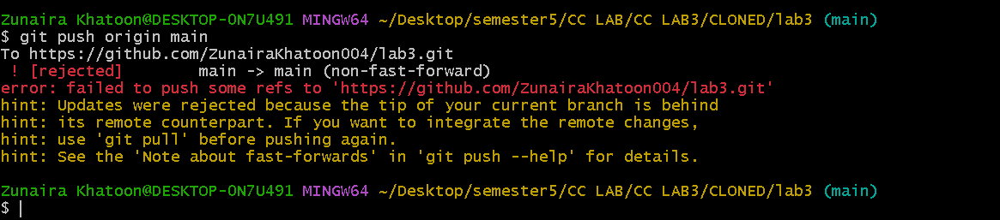 Zunaira Khatoon@DESKTOP-ON7U491 MINGW64 ~/Desktop/semester5/CC LAB/CC LAB3/CLONED/lab3 (main)
$ git push origin main
To https://github.com/ZunairaKhatoon004/lab3.git
 ! [rejected]        main -> main (non-fast-forward)
error: failed to push some refs to 'https://github.com/ZunairaKhatoon004/lab3.git'
hint: Updates were rejected because the tip of your current branch is behind
hint: its remote counterpart. If you want to integrate the remote changes,
hint: use 'git pull' before pushing again.
hint: See the 'Note about fast-forwards' in 'git push --help' for details.
Zunaira Khatoon@DESKTOP-ON7U491 MINGW64 ~/Desktop/semester5/CC LAB/CC LAB3/CLONED/lab3 (main)
$